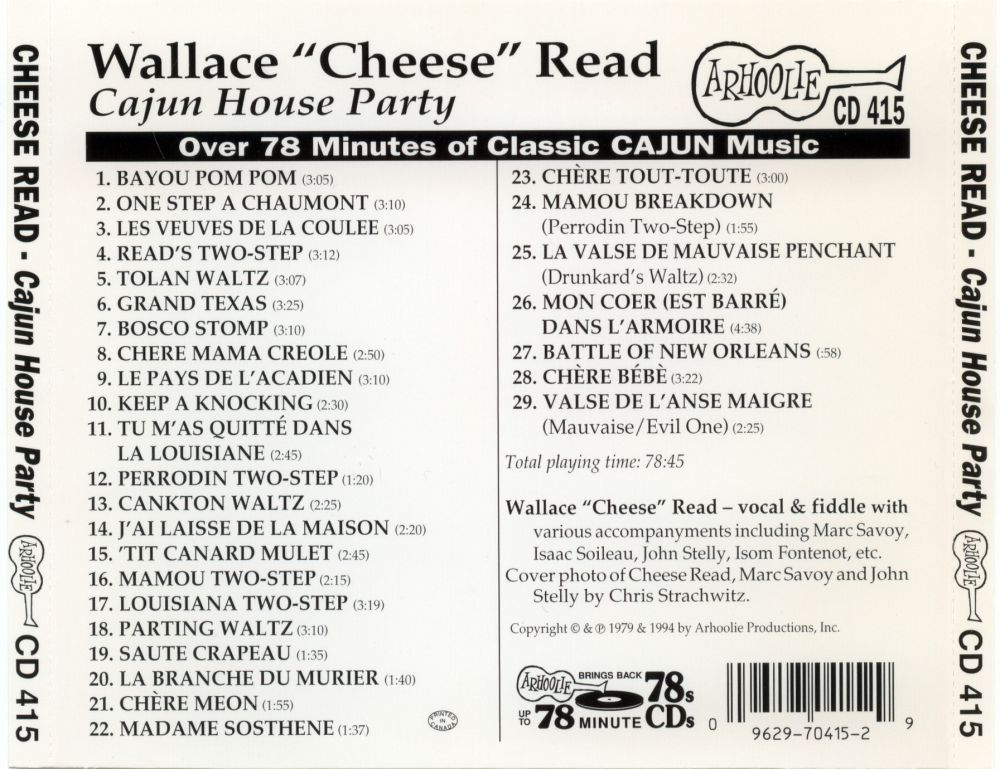 CHEESE READ - Cajun House Party
ARHOOLIE
CD 415
Wallace “Cheese” Read
Cajun House Party
ARHOOLIE
CD 415
Over 78 Minutes of Classic CAJUN Music
1. BAYOU POM POM (3:05)
2. ONE STEP A CHAUMONT (3:10)
3. LES VEUVES DE LA COULEE (3:05)
4. READ’S TWO-STEP (3:12)
5. TOLAN WALTZ (3:07)
6. GRAND TEXAS (3:25)
7. BOSCO STOMP (3:10)
8. CHERE MAMA CREOLE (2:50)
9. LE PAYS DE L’ACADIEN (3:10)
10. KEEP A KNOCKING (2:30)
11. TU M’AS QUITTÉ DANS
LA LOUISIANE (2:45)
12. PERRODIN TWO-STEP (1:20)
13. CANKTON WALTZ (2:25)
14. J’AI LAISSE DE LA MAISON (2:20)
15. ’TIT CANARD MULET (2:45)
16. MAMOU TWO-STEP (2:15)
17. LOUISIANA TWO-STEP (3:19)
18. PARTING WALTZ (3:10)
19. SAUTE CRAPEAU (1:35)
20. LA BRANCHE DU MURIER (1:40)
21. CHÈRE MEON (1:55)
22. MADAME SOSTHENE (1:37)
PRINTED
IN
CANADA
23. CHÈRE TOUT-TOUTE (3:00)
24. MAMOU BREAKDOWN
(Perrodin Two-Step) (1:55)
25. LA VALSE DE MAUVAISE PENCHANT
(Drunkard’s Waltz) (2:32)
26. MON COER (EST BARRÉ)
DANS L’ARMOIRE (4:38)
27. BATTLE OF NEW ORLEANS (:58)
28. CHÈRE BÉBÈ (3:22)
29. VALSE DE L’ANSE MAIGRE
(Mauvaise/Evil One) (2:25)
Total playing time: 78:45
Wallace “Cheese” Read – vocal & fiddle with
various accompanyments including Marc Savoy,
Isaac Soileau, John Stelly, Isom Fontenot, etc.
Cover photo of Cheese Read, Marc Savoy and John
Stelly by Chris Strachwitz.
Copyright © & ℗ 1979 & 1994 by Arhoolie Productions, Inc.
ARHOOLIE BRINGS BACK 78s
UP TO 78 MINUTE CDs
0 9629-70415-2 9
CHEESE READ - Cajun House Party
ARHOOLIE
CD 415